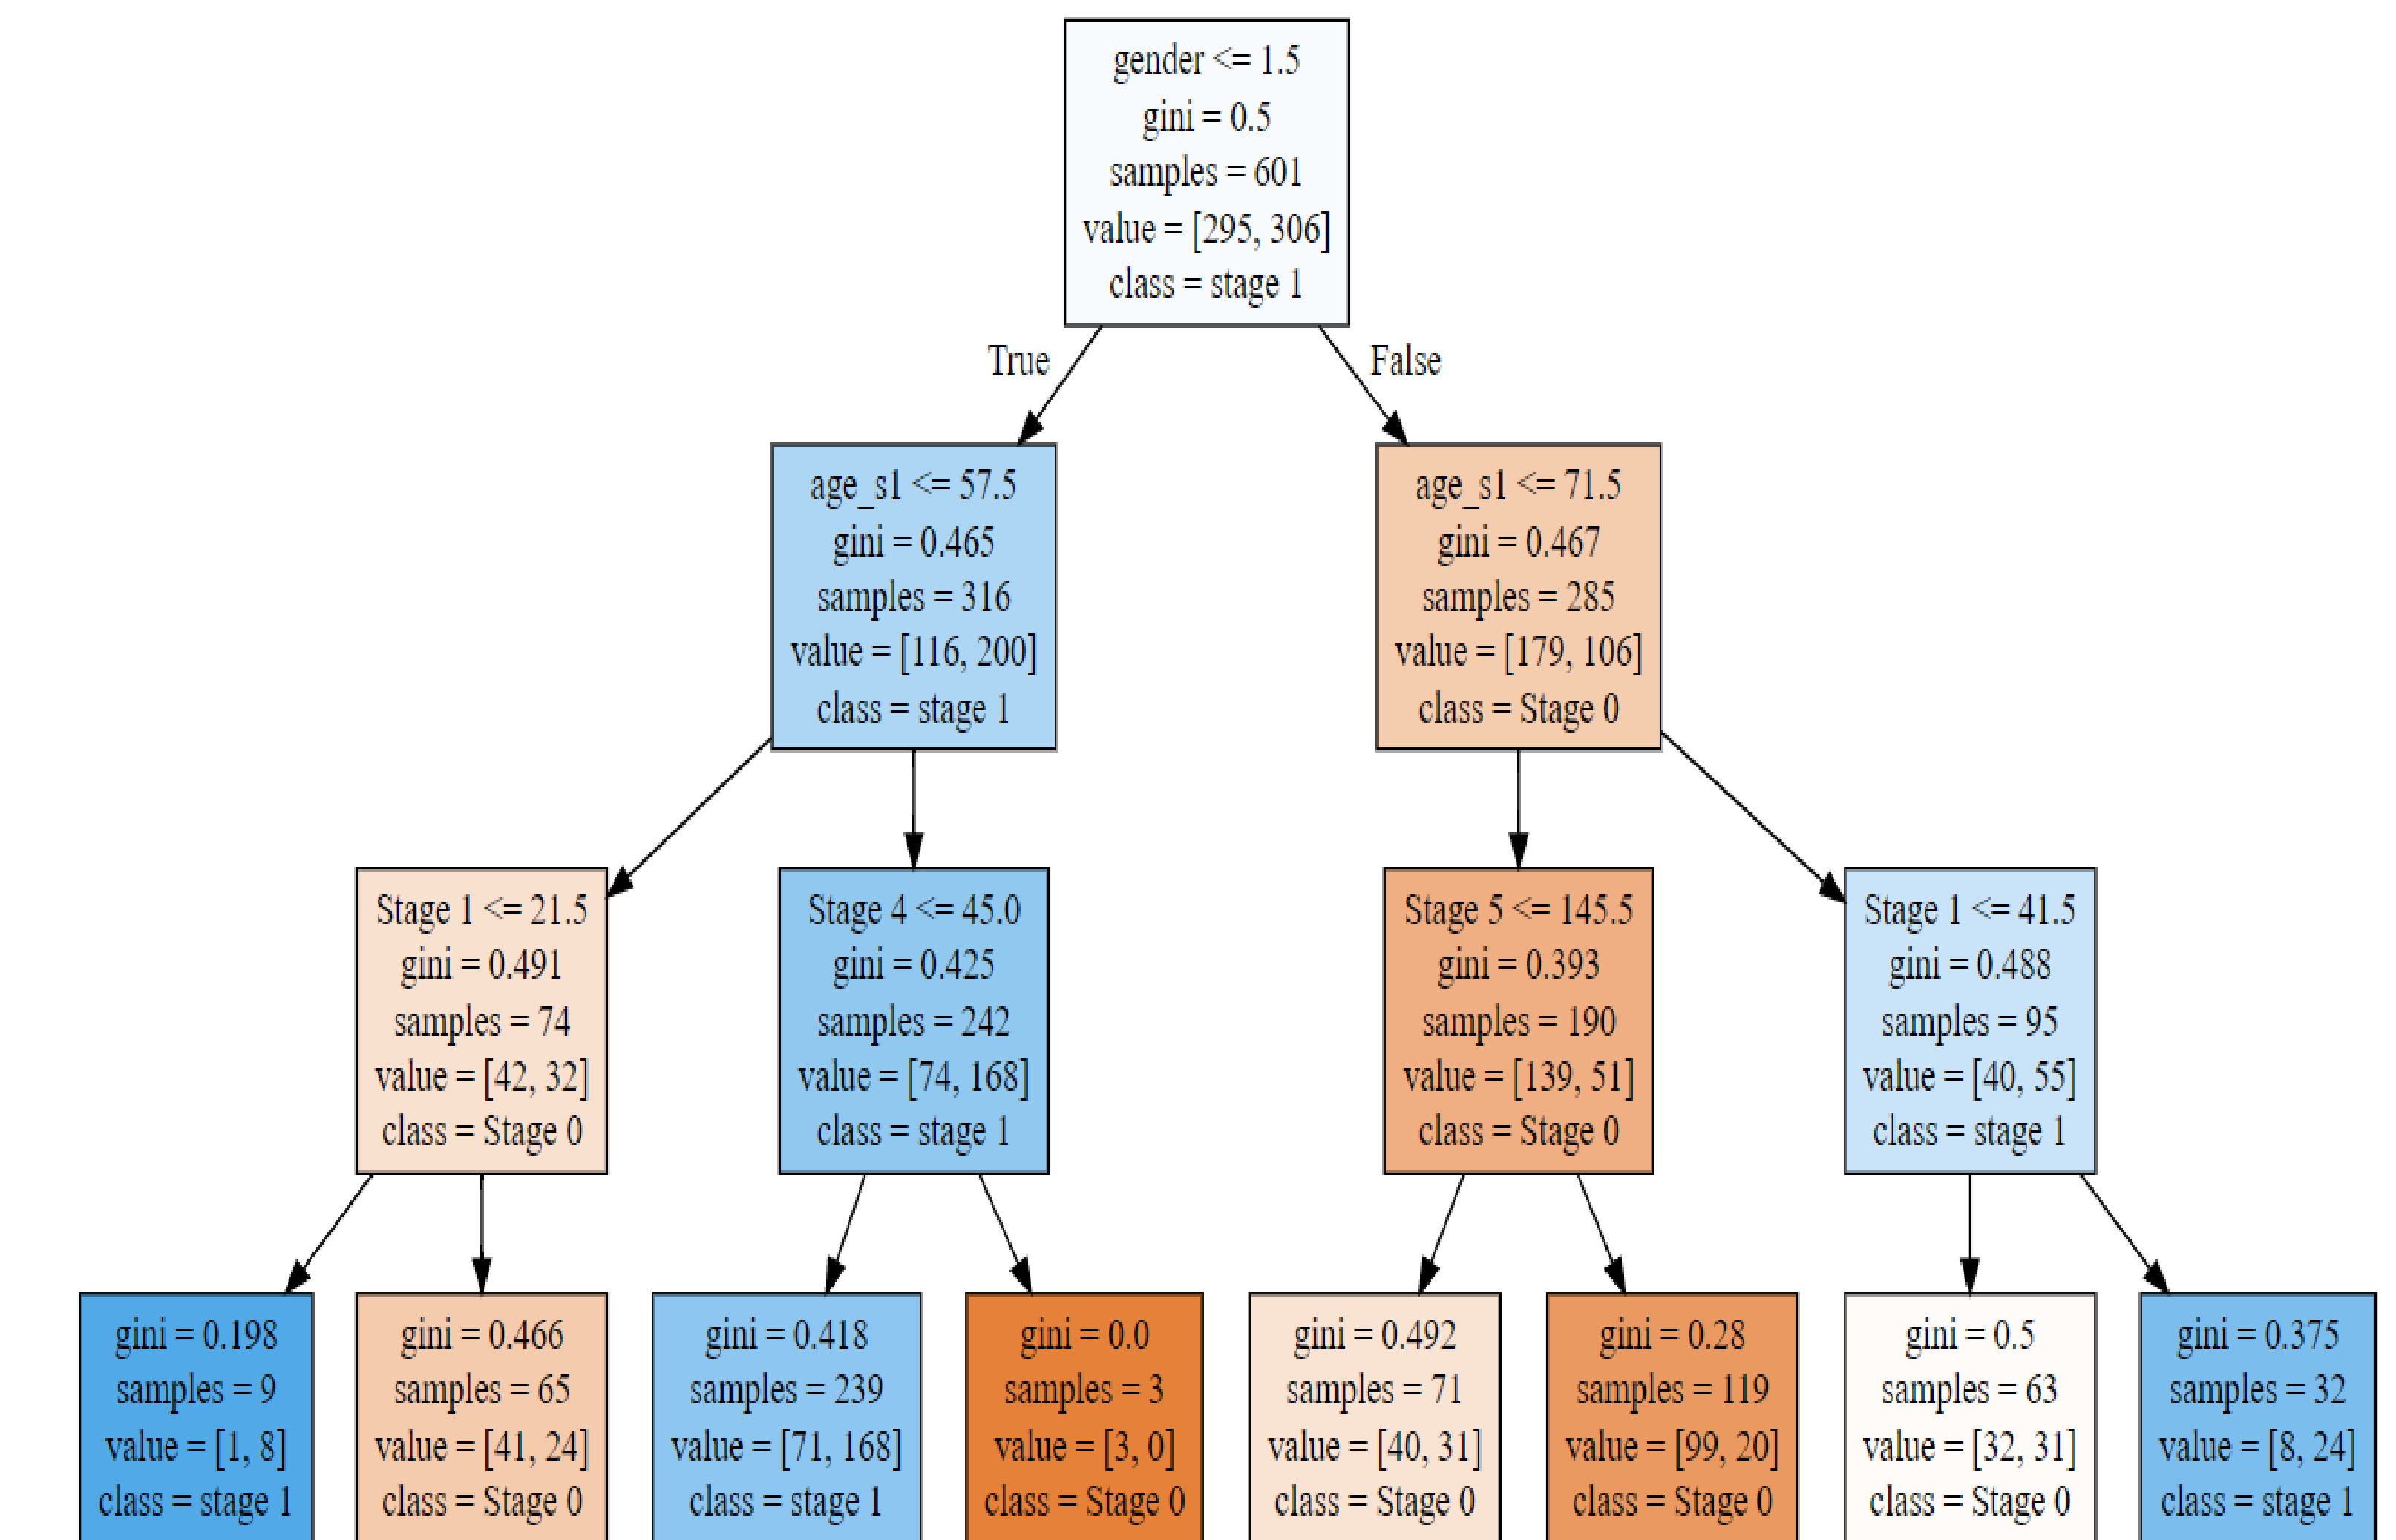 gender <= 1.5
gini = 0.5
samples = 601
value = [295, 306]
class = stage 1
True
False
age_s1 <= 57.5
gini = 0.465
samples = 316
value = [116, 200]
class = stage 1
age_s1 <= 71.5
gini = 0.467
samples = 285
value = [179, 106]
class = Stage 0
Stage 1 <= 21.5
gini = 0.491
samples = 74
value = [42, 32]
class = Stage 0
Stage 4 <= 45.0
gini = 0.425
samples = 242
value = [74, 168]
class = stage 1
Stage 5 <= 145.5
gini = 0.393
samples = 190
value = [139, 51]
class = Stage 0
Stage 1 <= 41.5
gini = 0.488
samples = 95
value = [40, 55]
class = stage 1
gini = 0.198
samples = 9
value = [1, 8]
class = stage 1
gini = 0.466
samples = 65
value = [41, 24]
class = Stage 0
gini = 0.418
samples = 239
value = [71, 168]
class = stage 1
gini = 0.0
samples = 3
value = [3, 0]
class = Stage 0
gini = 0.492
samples = 71
value = [40, 31]
class = Stage 0
gini = 0.28
samples = 119
value = [99, 20]
class = Stage 0
gini = 0.5
samples = 63
value = [32, 31]
class = Stage 0
gini = 0.375
samples = 32
value = [8, 24]
class = stage 1